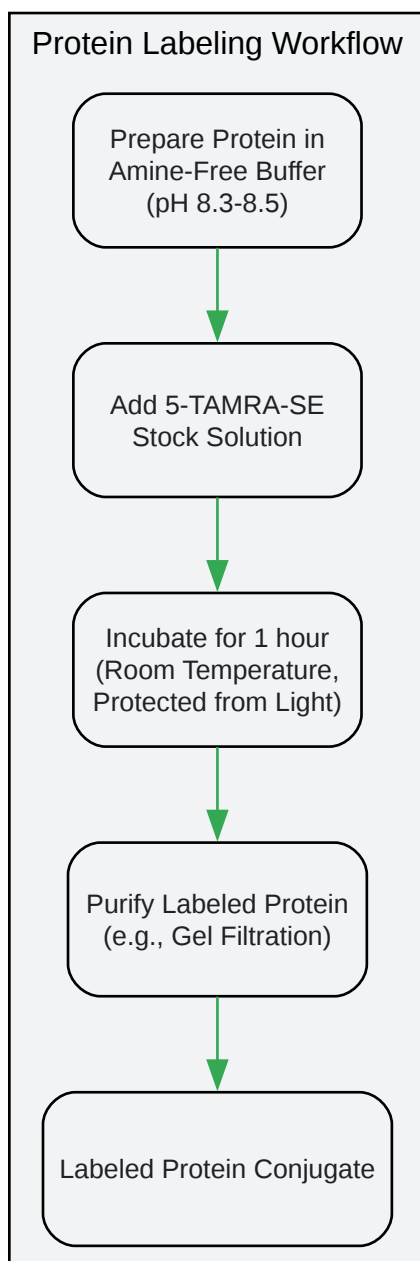 Protein Labeling Workflow
Prepare Protein in
Amine-Free Buffer
(pH 8.3-8.5)
Add 5-TAMRA-SE
Stock Solution
Incubate for 1 hour
(Room Temperature,
Protected from Light)
Purify Labeled Protein
(e.g., Gel Filtration)
Labeled Protein Conjugate